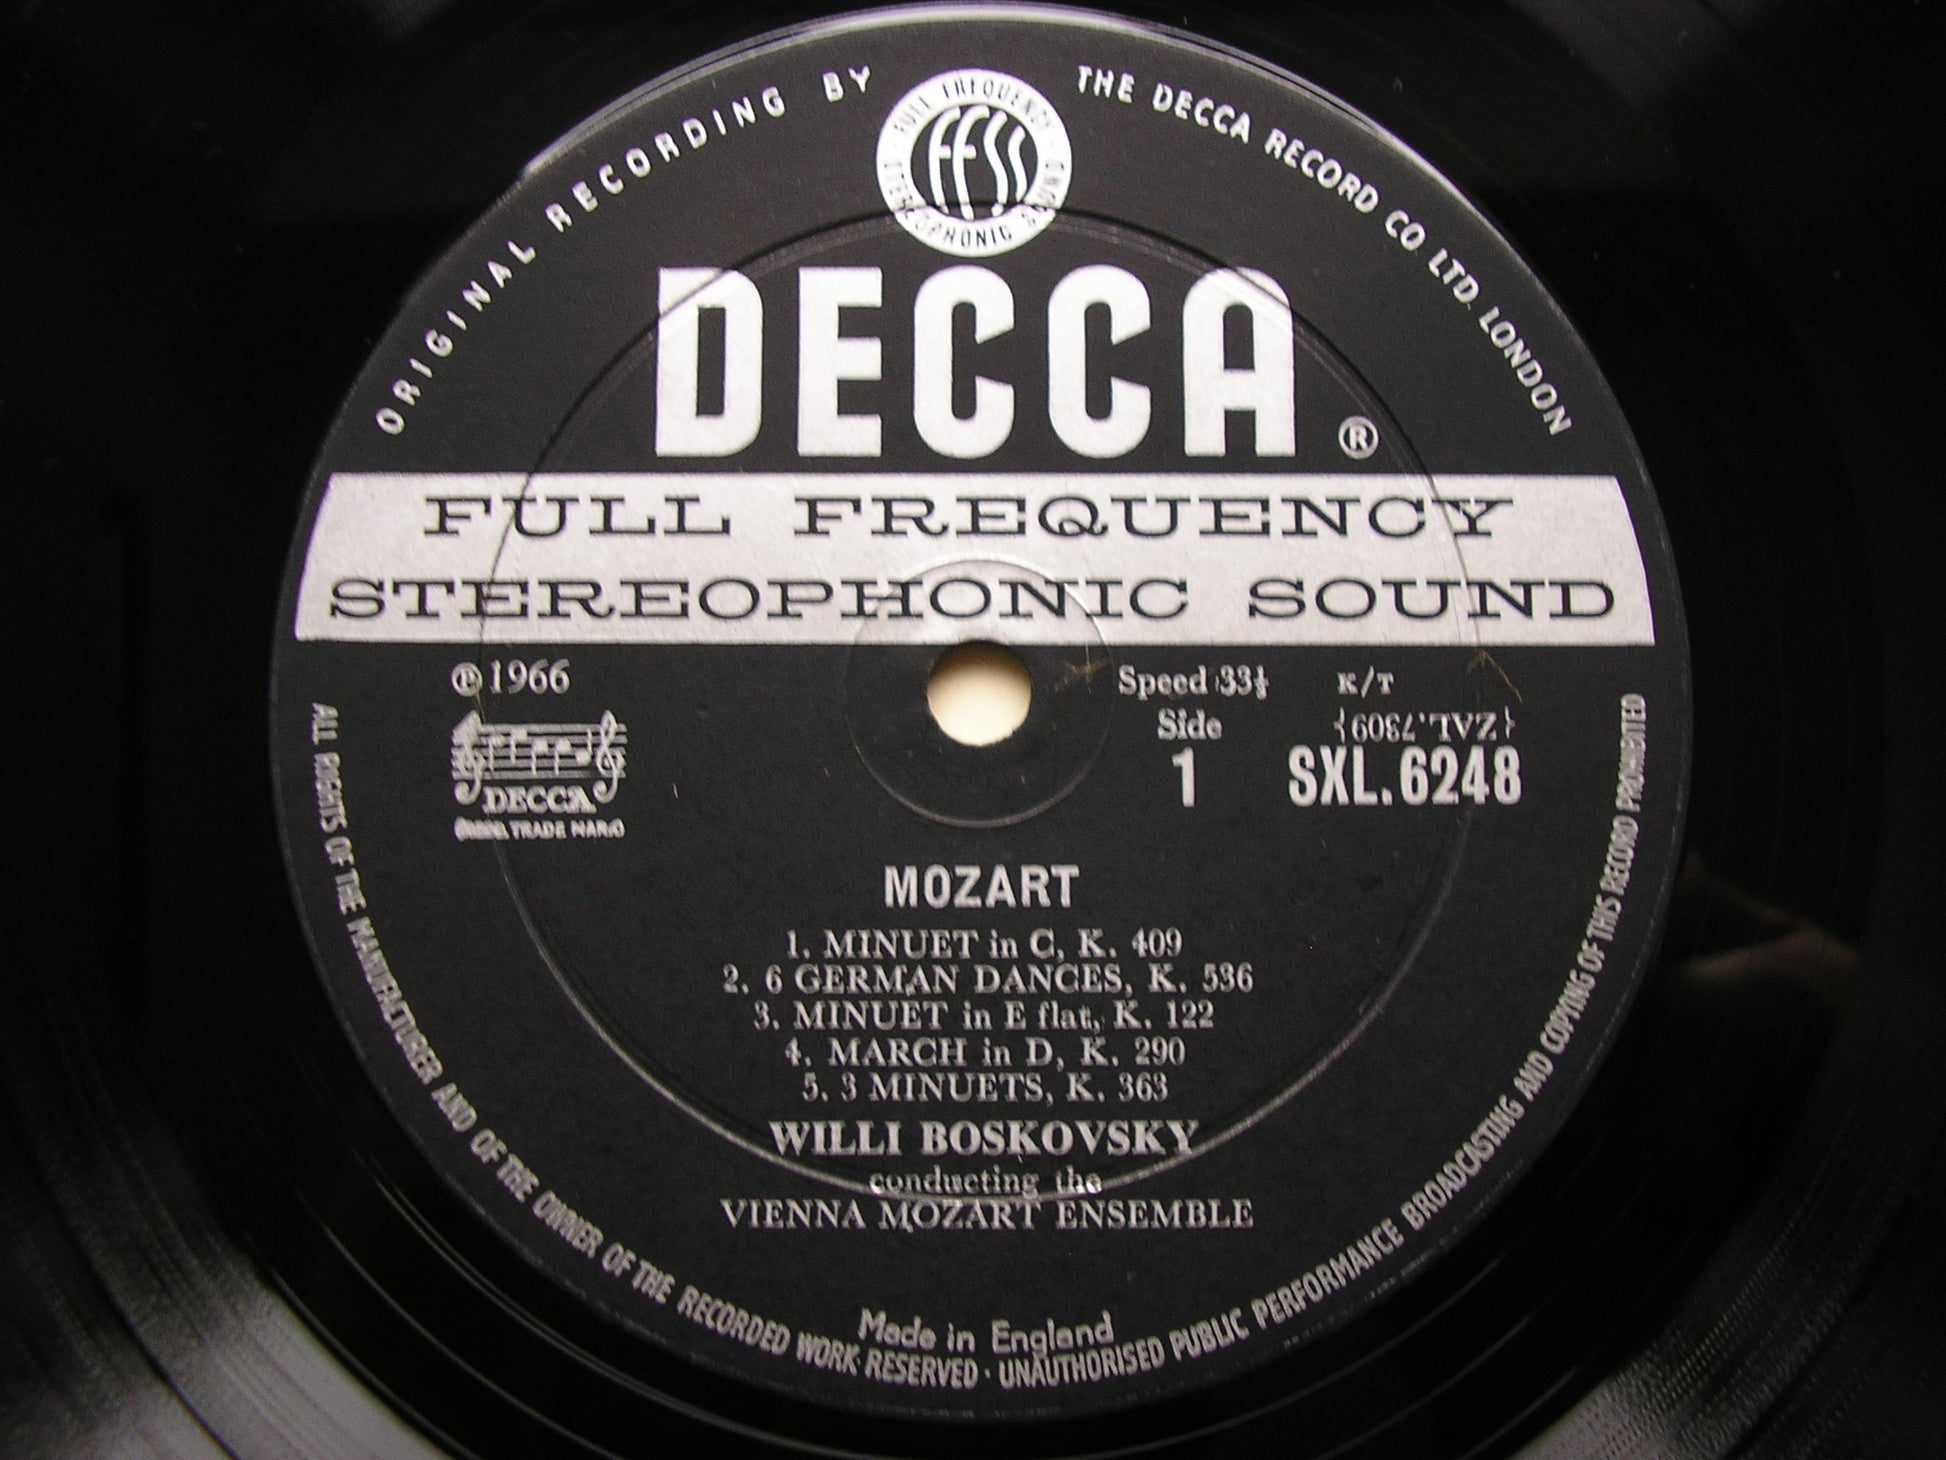 ORIGINAL RECORDING BY THE DECCA RECORD CO. LTD. LONDON
FULL FREQUENCY STEREOPHONIC SOUND
FFSS
DECCA ®
FULL FREQUENCY
STEREOPHONIC SOUND
℗ 1966
DECCA
TRADE MARK
Speed 33⅓
K/T
Side
{ZAL.7309}
1
SXL.6248
MOZART
1. MINUET in C, K. 409
2. 6 GERMAN DANCES, K. 536
3. MINUET in E flat, K. 122
4. MARCH in D, K. 290
5. 3 MINUETS, K. 363
WILLI BOSKOVSKY
conducting the
VIENNA MOZART ENSEMBLE
Made in England
ALL RIGHTS OF THE MANUFACTURER AND OF THE OWNER OF THE RECORDED WORK RESERVED · UNAUTHORISED PUBLIC PERFORMANCE BROADCASTING AND COPYING OF THIS RECORD PROHIBITED